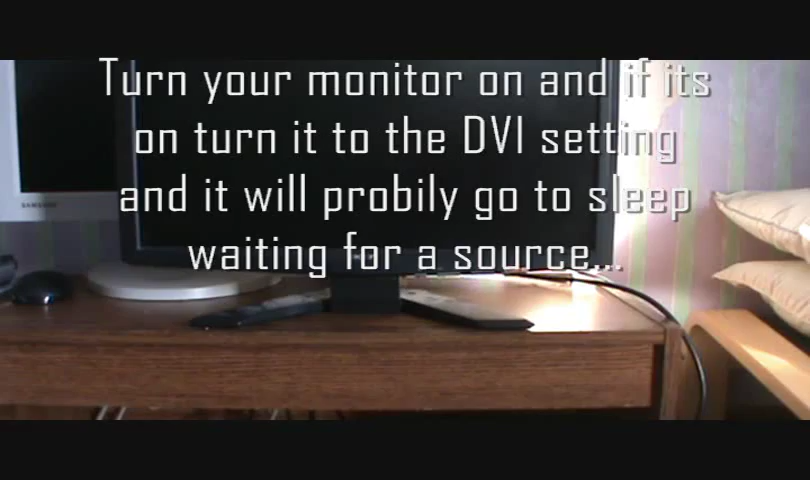 Turn your monitor on and if its
on turn it to the DVI setting
and it will probily go to sleep
waiting for a source...
SAMSUNG